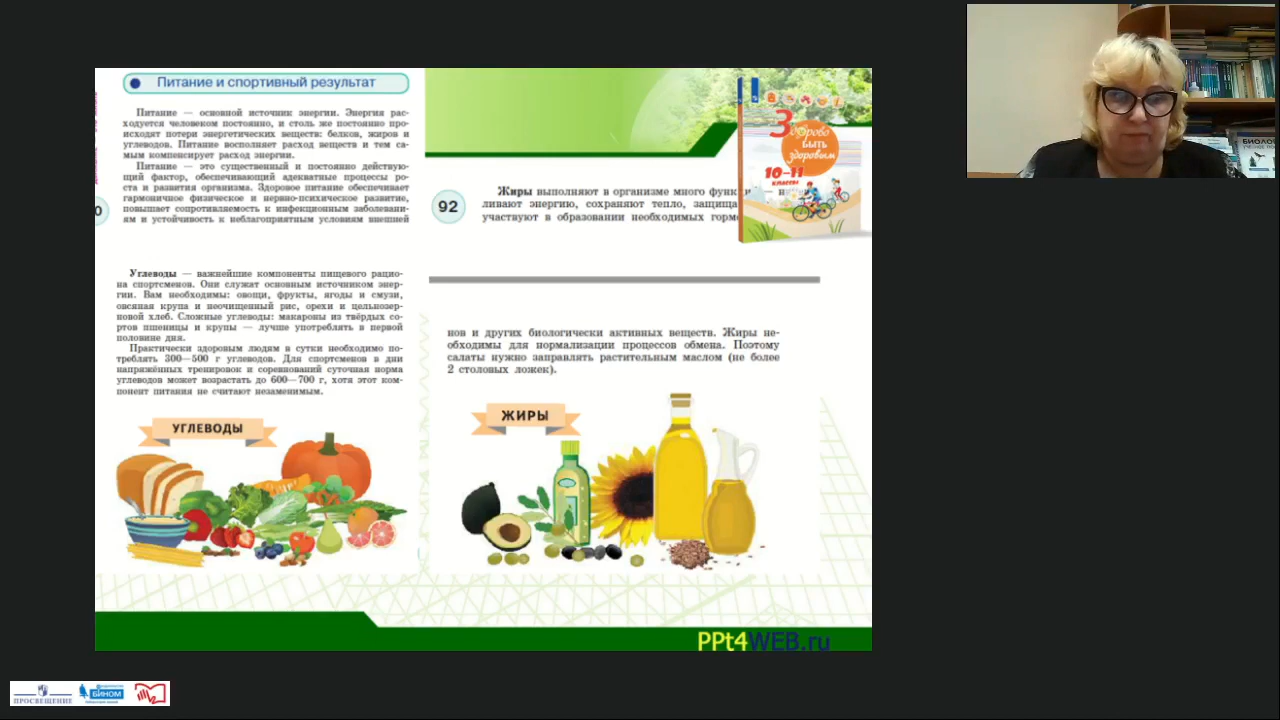 Питание и спортивный результат
Питание — основной источник энергии. Энергия рас-
ходуется человеком постоянно, и столь же постоянно про-
исходят потери энергетических веществ: белков, жиров и
углеводов. Питание восполняет расход веществ и тем са-
мым компенсирует расход энергии.
Питание — это существенный и постоянно действую-
щий фактор, обеспечивающий адекватные процессы ро-
ста и развития организма. Здоровое питание обеспечивает
гармоничное физическое и нервно-психическое развитие,
повышает сопротивляемость к инфекционным заболевани-
ям и устойчивость к неблагоприятным условиям внешней
Углеводы — важнейшие компоненты пищевого рацио-
на спортсменов. Они служат основным источником энер-
гии. Вам необходимы: овощи, фрукты, ягоды и смузи,
овсяная крупа и неочищенный рис, орехи и цельнозер-
новой хлеб. Сложные углеводы: макароны из твёрдых со-
ртов пшеницы и крупы — лучше употреблять в первой
половине дня.
Практически здоровым людям в сутки необходимо по-
треблять 300—500 г углеводов. Для спортсменов в дни
напряжённых тренировок и соревнований суточная норма
углеводов может возрастать до 600—700 г, хотя этот ком-
понент питания не считают незаменимым.
УГЛЕВОДЫ
92
Жиры выполняют в организме много функ
ливают энергию, сохраняют тепло, защища
участвуют в образовании необходимых горм
Здорово
быть
здоровым
10–11
классы
нов и других биологически активных веществ. Жиры не-
обходимы для нормализации процессов обмена. Поэтому
салаты нужно заправлять растительным маслом (не более
2 столовых ложек).
ЖИРЫ
PPt4WEB.ru
ПРОСВЕЩЕНИЕ
БИНОМ